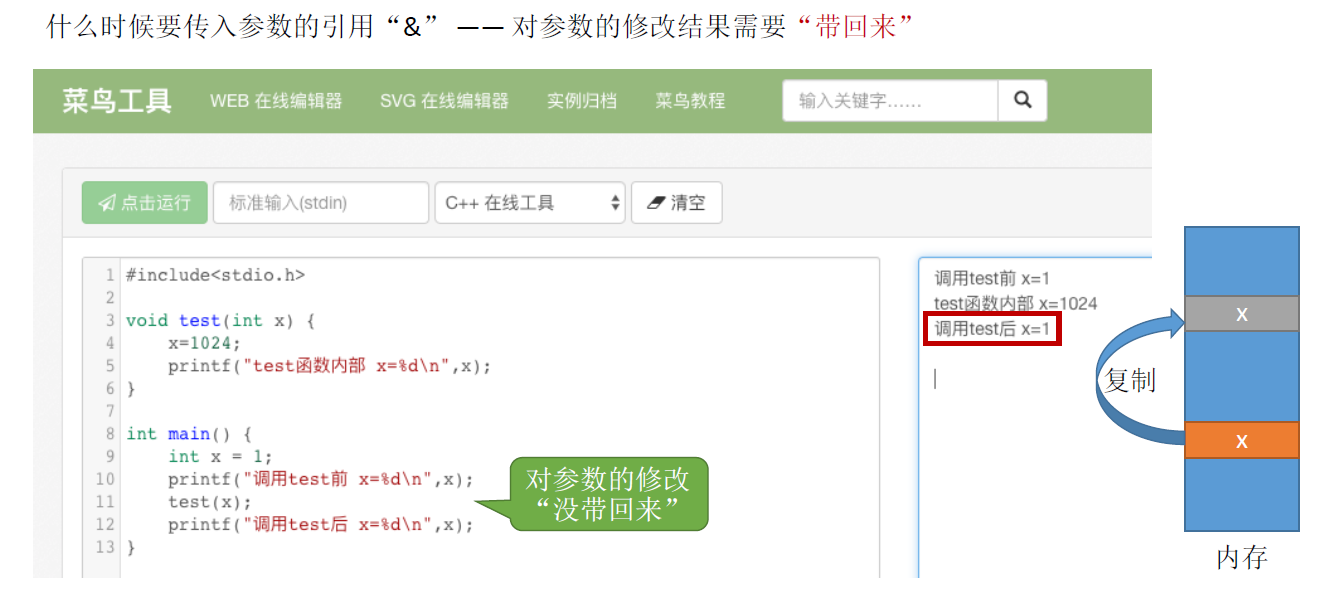 什么时候要传入参数的引用“&” —— 对参数的修改结果需要“带回来”
菜鸟工具 WEB 在线编辑器 SVG 在线编辑器 实例归档 菜鸟教程 输入关键字......
点击运行 标准输入(stdin) C++ 在线工具 清空
1 #include<stdio.h>
2
3 void test(int x) {
4     x=1024;
5     printf("test函数内部 x=%d\n",x);
6 }
7
8 int main() {
9     int x = 1;
10     printf("调用test前 x=%d\n",x);
11     test(x);
12     printf("调用test后 x=%d\n",x);
13 }
对参数的修改
“没带回来”
调用test前 x=1
test函数内部 x=1024
调用test后 x=1
x
复制
x
内存